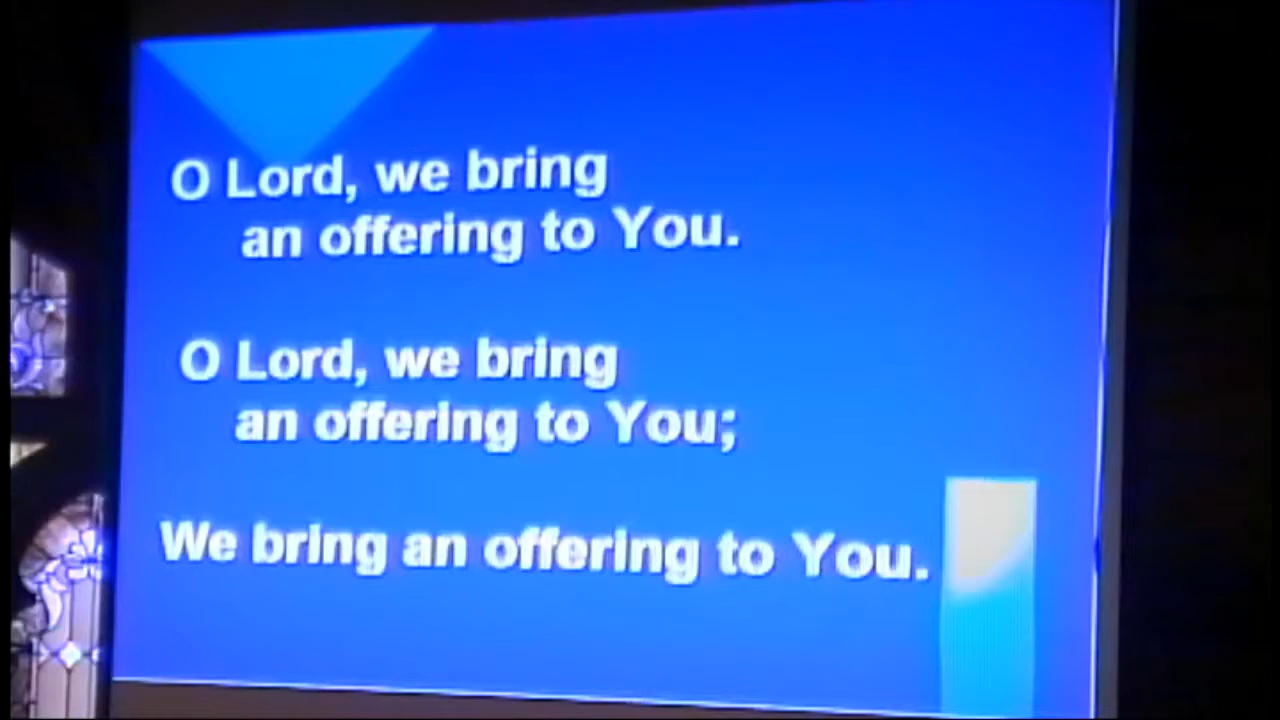 O Lord, we bring
an offering to You.
O Lord, we bring
an offering to You;
We bring an offering to You.